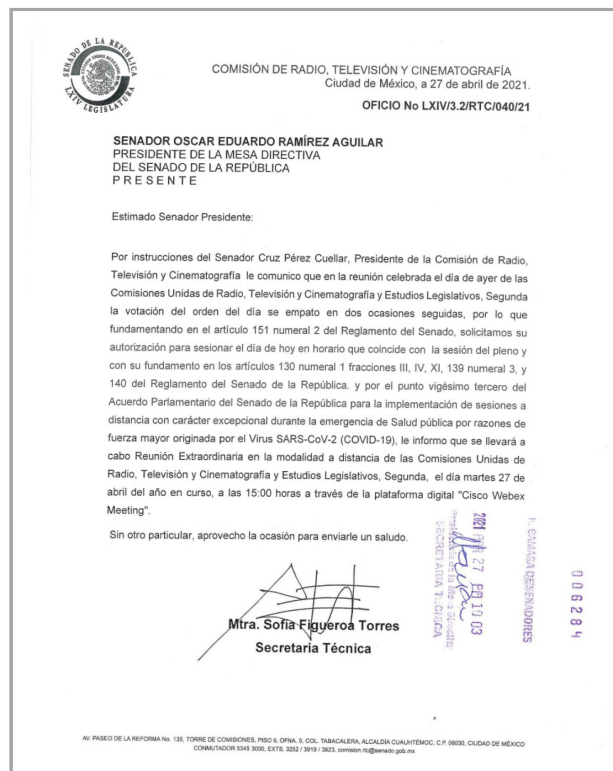 SENADO DE LA REPÚBLICA
ESTADOS UNIDOS MEXICANOS
LXIV LEGISLATURA
COMISIÓN DE RADIO, TELEVISIÓN Y CINEMATOGRAFÍA
Ciudad de México, a 27 de abril de 2021.
OFICIO No LXIV/3.2/RTC/040/21
SENADOR OSCAR EDUARDO RAMÍREZ AGUILAR
PRESIDENTE DE LA MESA DIRECTIVA
DEL SENADO DE LA REPÚBLICA
P R E S E N T E
Estimado Senador Presidente:
Por instrucciones del Senador Cruz Pérez Cuellar, Presidente de la Comisión de Radio,
Televisión y Cinematografía le comunico que en la reunión celebrada el día de ayer de las
Comisiones Unidas de Radio, Televisión y Cinematografía y Estudios Legislativos, Segunda
la votación del orden del día se empato en dos ocasiones seguidas, por lo que
fundamentando en el artículo 151 numeral 2 del Reglamento del Senado, solicitamos su
autorización para sesionar el día de hoy en horario que coincide con la sesión del pleno y
con su fundamento en los artículos 130 numeral 1 fracciones III, IV, XI, 139 numeral 3, y
140 del Reglamento del Senado de la República. y por el punto vigésimo tercero del
Acuerdo Parlamentario del Senado de la República para la implementación de sesiones a
distancia con carácter excepcional durante la emergencia de Salud pública por razones de
fuerza mayor originada por el Virus SARS-CoV-2 (COVID-19), le informo que se llevará a
cabo Reunión Extraordinaria en la modalidad a distancia de las Comisiones Unidas de
Radio, Televisión y Cinematografía y Estudios Legislativos, Segunda, el día martes 27 de
abril del año en curso, a las 15:00 horas a través de la plataforma digital "Cisco Webex
Meeting".
Sin otro particular, aprovecho la ocasión para enviarle un saludo.
Mtra. Sofía Figueroa Torres
Secretaria Técnica
H. CAMARA DE SENADORES
006284
2021 27 PM 10 03
SECRETARIA TECNICA
AV. PASEO DE LA REFORMA No. 135, TORRE DE COMISIONES, PISO 9, OFNA. 5. COL. TABACALERA, ALCALDÍA CUAUHTÉMOC, C.P. 06030, CIUDAD DE MÉXICO
CONMUTADOR 5345 3000, EXTS. 3252 / 3919 / 3923, comision.rtc@senado.gob.mx